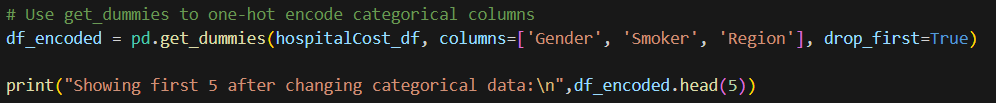 # Use get_dummies to one-hot encode categorical columns
df_encoded = pd.get_dummies(hospitalCost_df, columns=['Gender', 'Smoker', 'Region'], drop_first=True)
print("Showing first 5 after changing categorical data:\n",df_encoded.head(5))